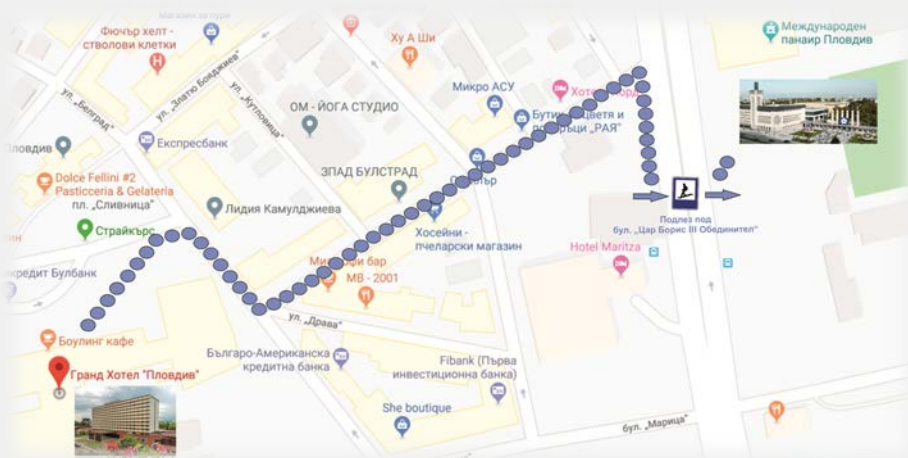 Магазин за пури
Фючър хелт -
стволови клетки
Ху А Ши
Международен
панаир Пловдив
ул. „Белград"
ул. „Златю Бояджиев"
ул. „Кутловица"
Микро АСУ
ОМ - ЙОГА СТУДИО
Пловдив
Експресбанк
ЗПАД БУЛСТРАД
Dolce Fellini #2
Pasticceria & Gelateria
пл. „Сливница"
Лидия Камулджиева
Страйкърс
Хосейни -
пчеларски магазин
Подлез под
бул. „Цар Борис III Обединител"
Hotel Maritza
кредит Булбанк
бар
МВ - 2001
ул. „Драва"
Боулинг кафе
Гранд Хотел "Пловдив"
Българо-Американска
кредитна банка
Fibank (Първа
инвестиционна банка)
She boutique
бул. „Марица"